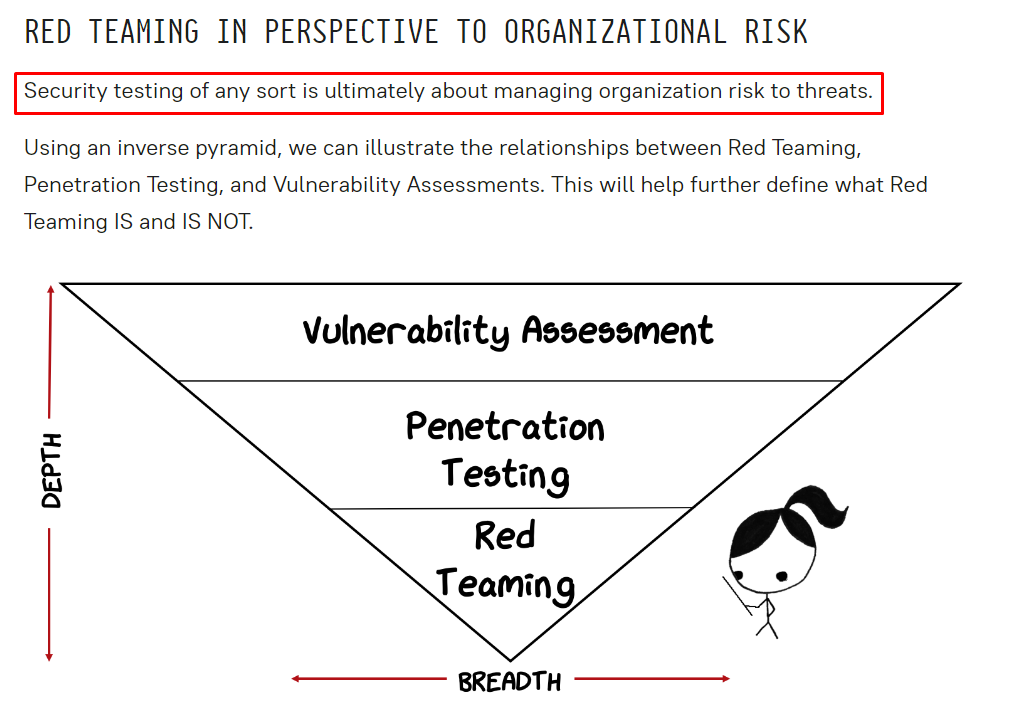 RED TEAMING IN PERSPECTIVE TO ORGANIZATIONAL RISK
Security testing of any sort is ultimately about managing organization risk to threats.
Using an inverse pyramid, we can illustrate the relationships between Red Teaming,
Penetration Testing, and Vulnerability Assessments. This will help further define what Red
Teaming IS and IS NOT.
Vulnerability Assessment
Penetration
Testing
Red
Teaming
DEPTH
BREADTH